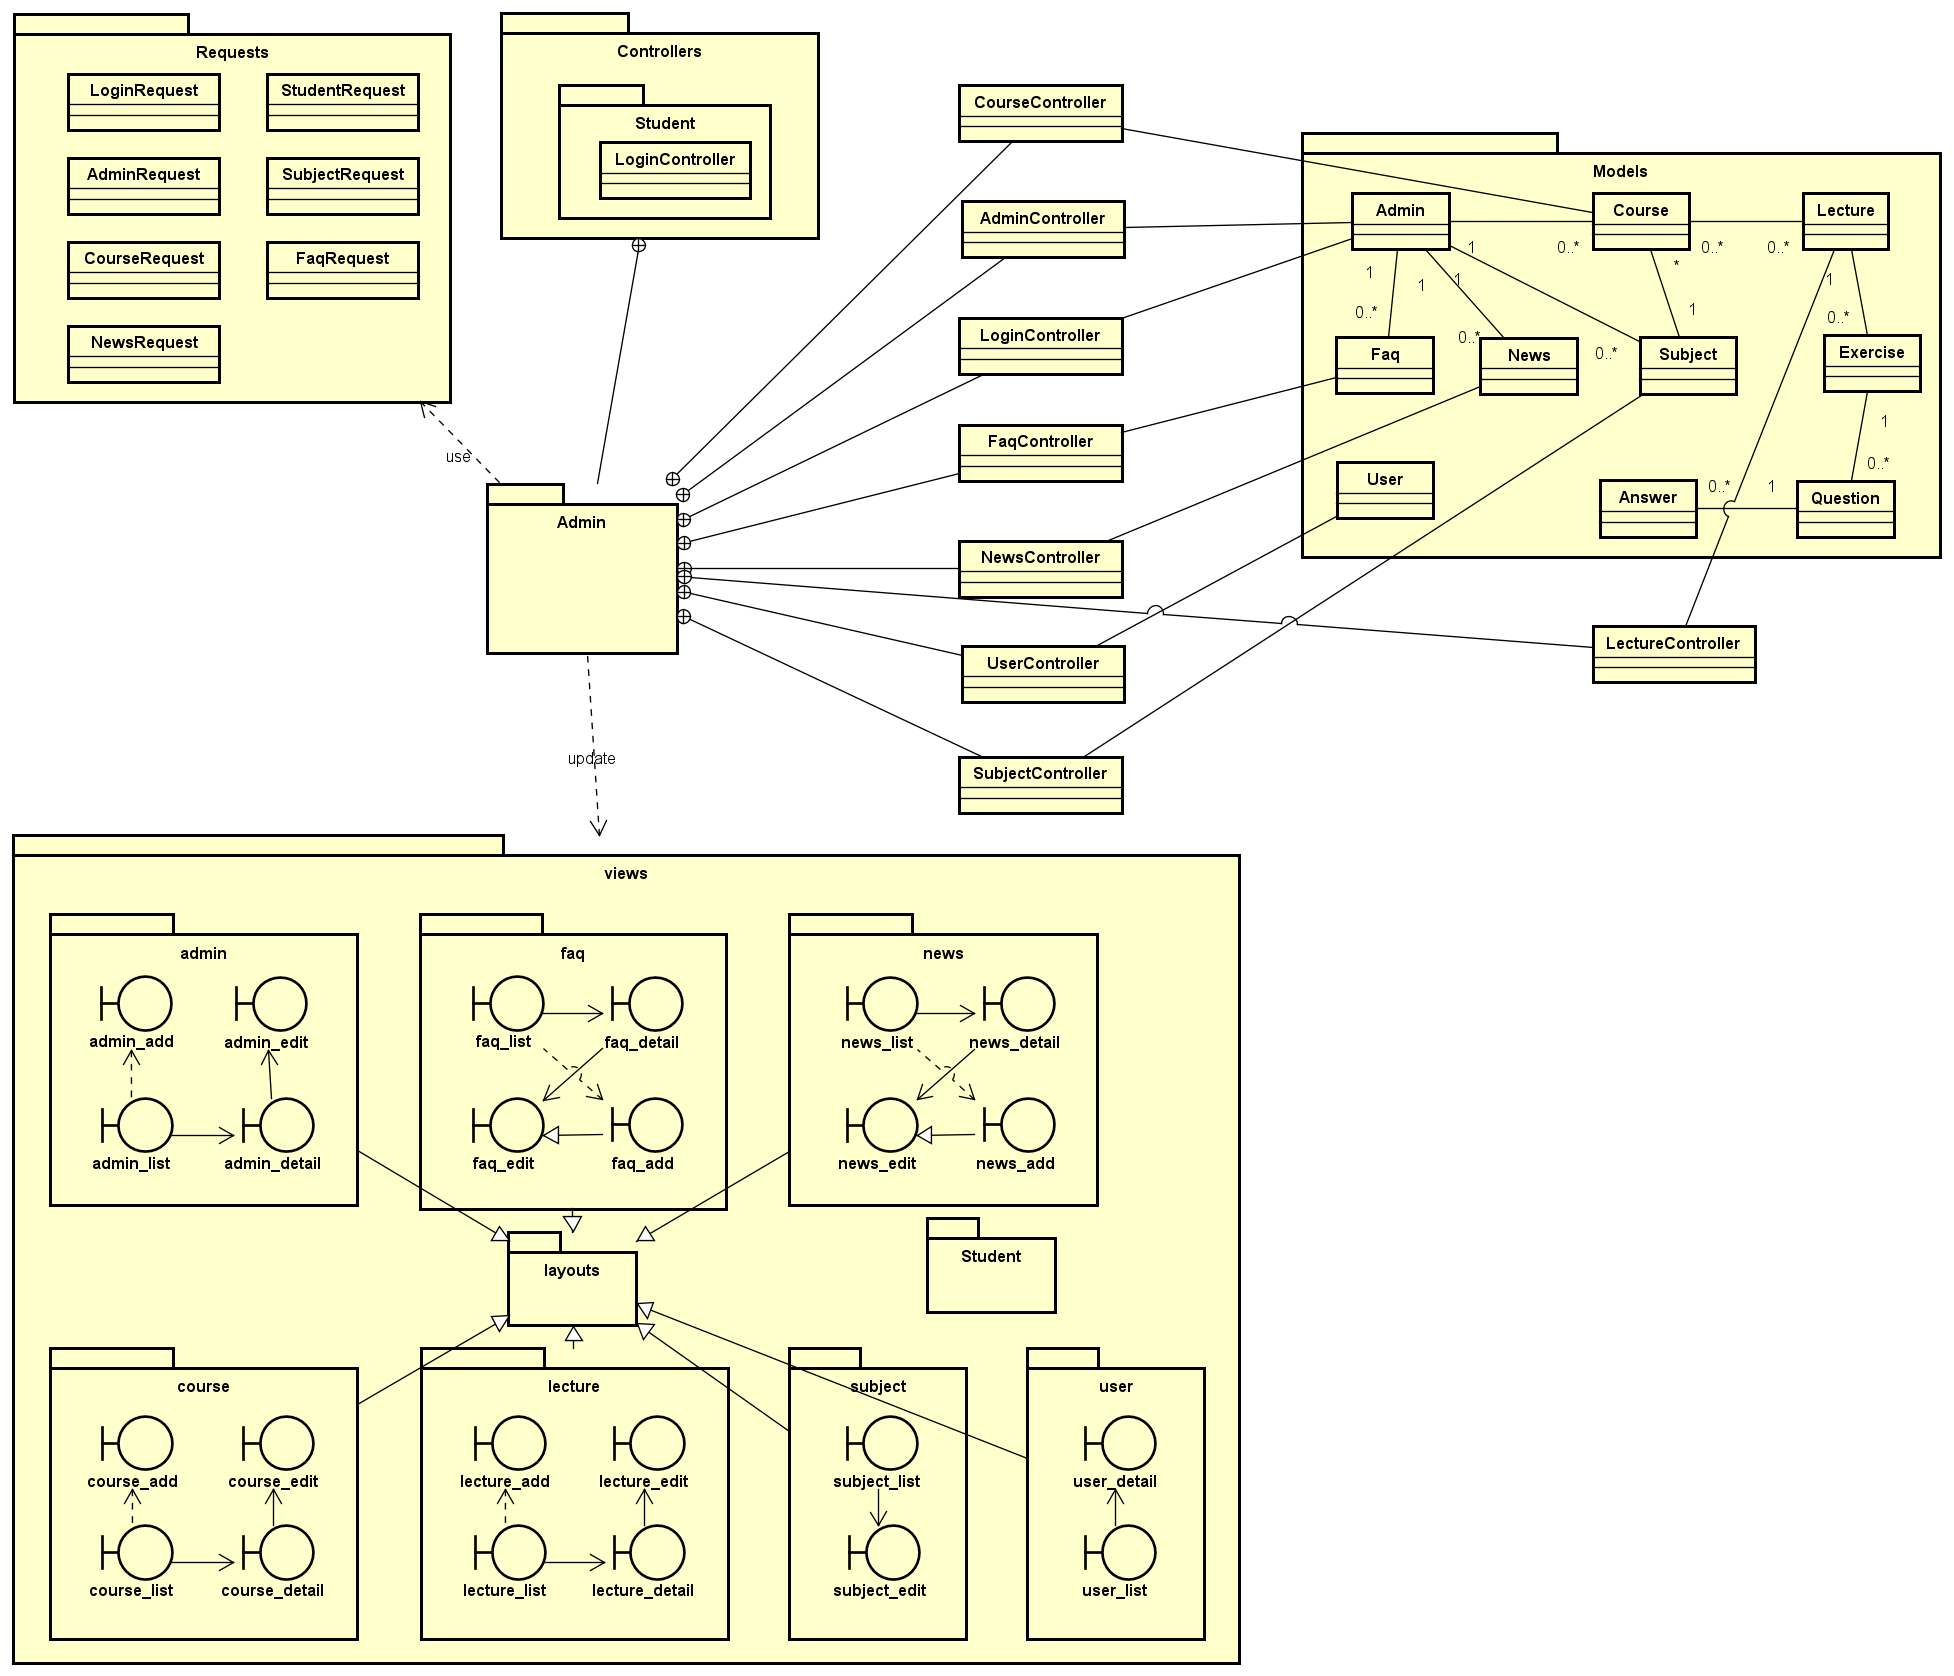 Requests
LoginRequest
StudentRequest
AdminRequest
SubjectRequest
CourseRequest
FaqRequest
NewsRequest
Controllers
Student
LoginController
use
Admin
update
CourseController
AdminController
LoginController
FaqController
NewsController
UserController
SubjectController
LectureController
Models
Admin
Course
Lecture
1
0..*
0..*
0..*
*
1
1
1
1
0..*
0..*
0..*
1
0..*
Faq
News
Subject
Exercise
1
0..*
User
Answer
0..*
1
Question
views
admin
admin_add
admin_edit
admin_list
admin_detail
faq
faq_list
faq_detail
faq_edit
faq_add
news
news_list
news_detail
news_edit
news_add
layouts
Student
course
course_add
course_edit
course_list
course_detail
lecture
lecture_add
lecture_edit
lecture_list
lecture_detail
subject
subject_list
subject_edit
user
user_detail
user_list